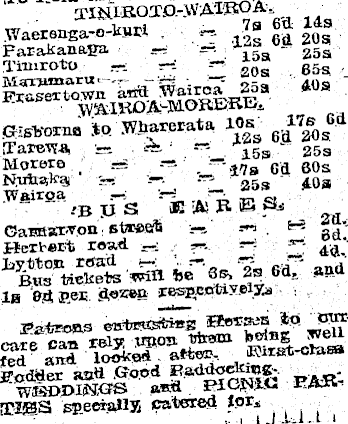 TINIROTO-WAIROA.
Waerenga-o-kuri — 7s 6d 14s
Parakanapa — — 12s 6d 20s
Tiniroto — — 15s 25s
Marumaru — — 20s 65s
Frasertown and Wairoa 25s 40s
WAIROA-MORERE.
Gisborne to Wharerata 10s 17s 6d
Tarewa — — 12s 6d 20s
Morere — — — 15s 25s
Nuhaka — — — 17s 6d 60s
Wairoa — — — 25s 40s
BUS FARES.
Carnarvon street — — — 2d.
Herbert road — — — — 3d.
Lytton road — — — — 4d.
Bus tickets will be 3s, 2s 6d, and
1s 9d per dozen respectively.
Patrons entrusting Horses to our
care can rely upon them being well
fed and looked after. First-class
Fodder and Good Paddocking.
WEDDINGS and PICNIC PAR-
TIES specially catered for.